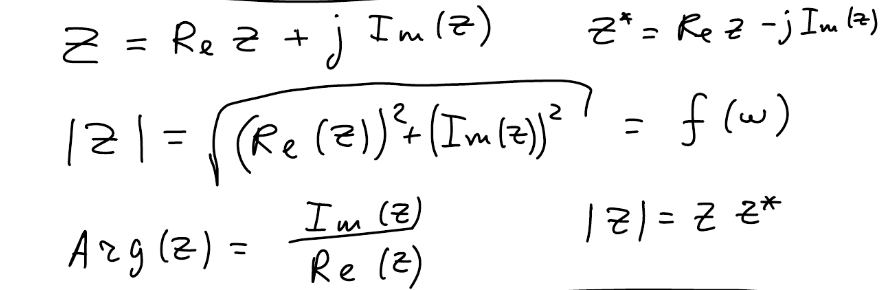 Z = Re Z + j Im(Z) Z* = Re Z - j Im(Z)
|Z| = √((Re(Z))² + (Im(Z))²) = f(ω)
Arg(Z) = Im(Z) / Re(Z) |Z| = Z Z*